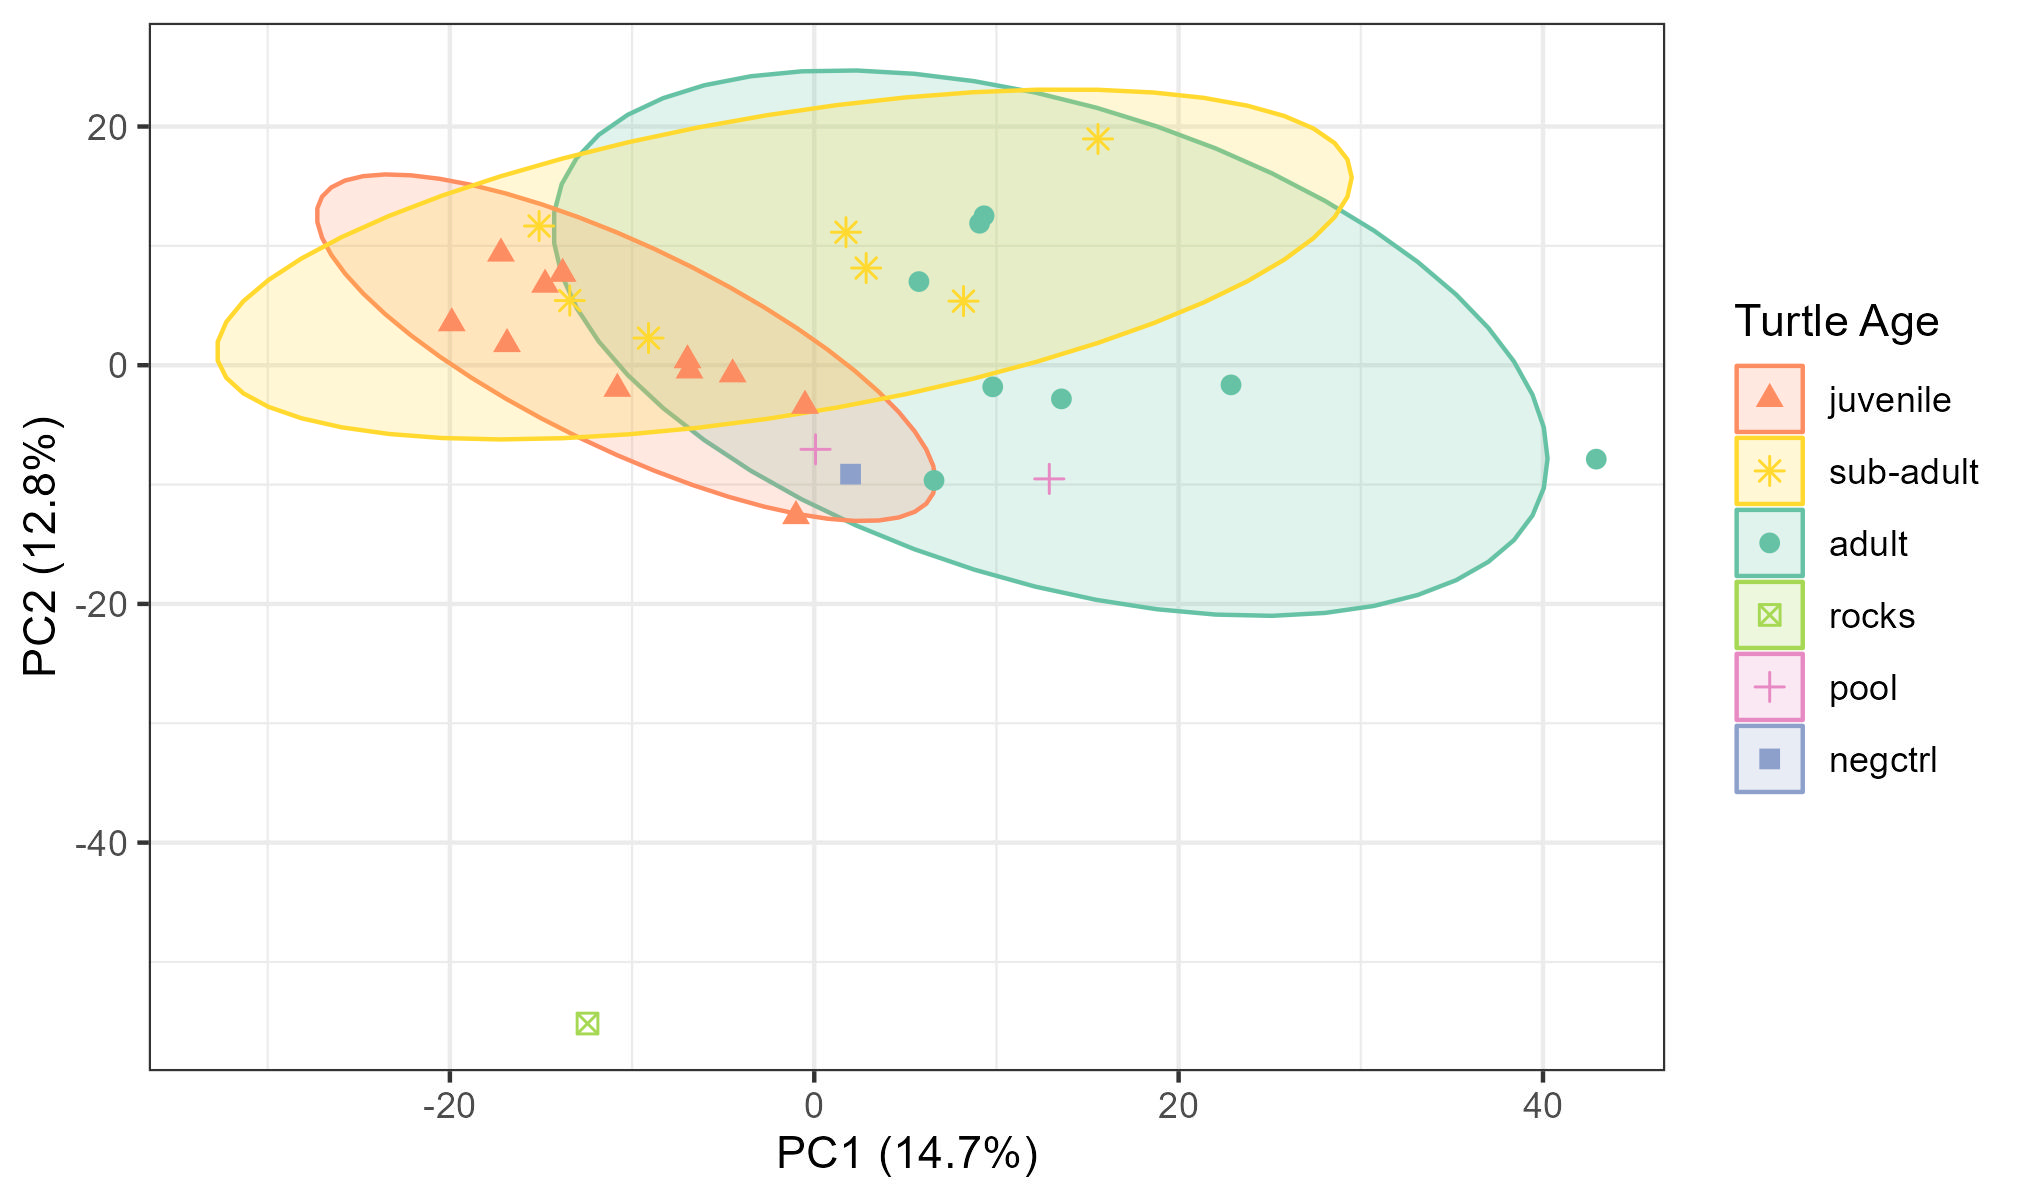 20
0
-20
-40
-20
0
20
40
PC1 (14.7%)
PC2 (12.8%)
Turtle Age
juvenile
sub-adult
adult
rocks
pool
negctrl